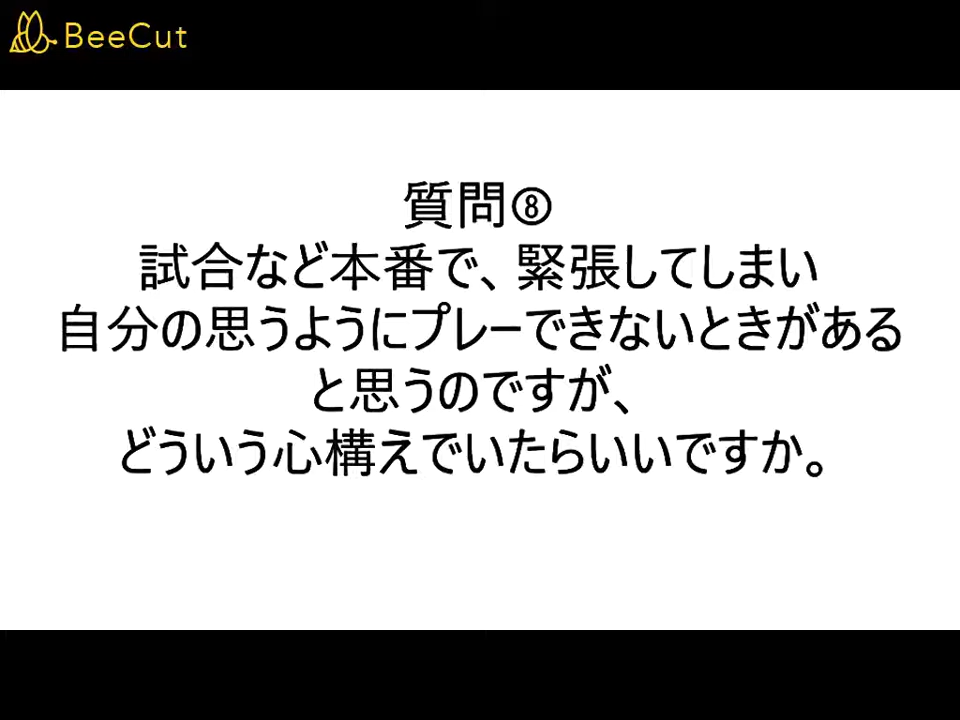 BeeCut
質問⑧
試合など本番で、緊張してしまい
自分の思うようにプレーできないときがある
と思うのですが、
どういう心構えでいたらいいですか。